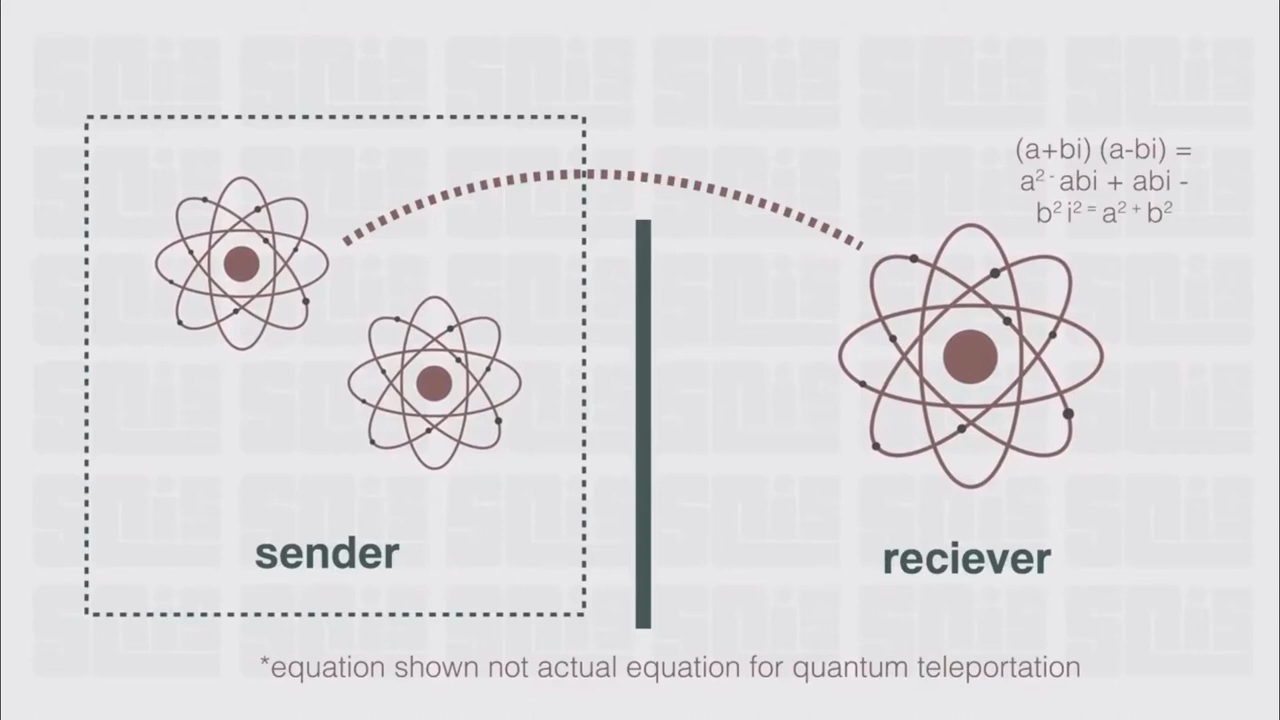 (a+bi) (a-bi) =
a² - abi + abi -
b² i² = a² + b²
sender
reciever
*equation shown not actual equation for quantum teleportation